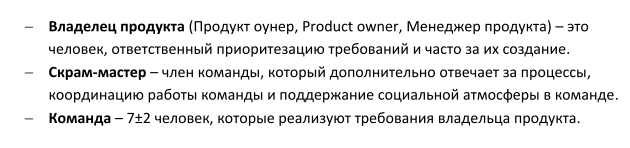 – Владелец продукта (Продукт оунер, Product owner, Менеджер продукта) – это
человек, ответственный приоритезацию требований и часто за их создание.
– Скрам-мастер – член команды, который дополнительно отвечает за процессы,
координацию работы команды и поддержание социальной атмосферы в команде.
– Команда – 7±2 человек, которые реализуют требования владельца продукта.